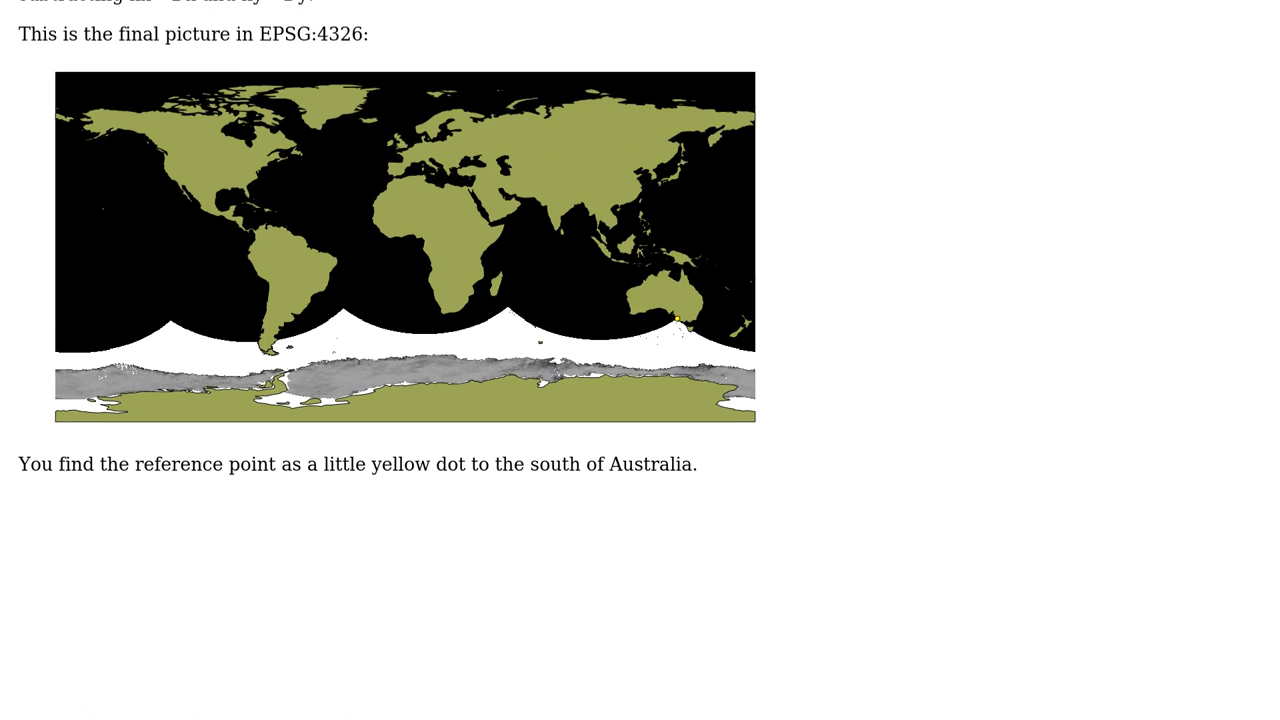 This is the final picture in EPSG:4326:
You find the reference point as a little yellow dot to the south of Australia.